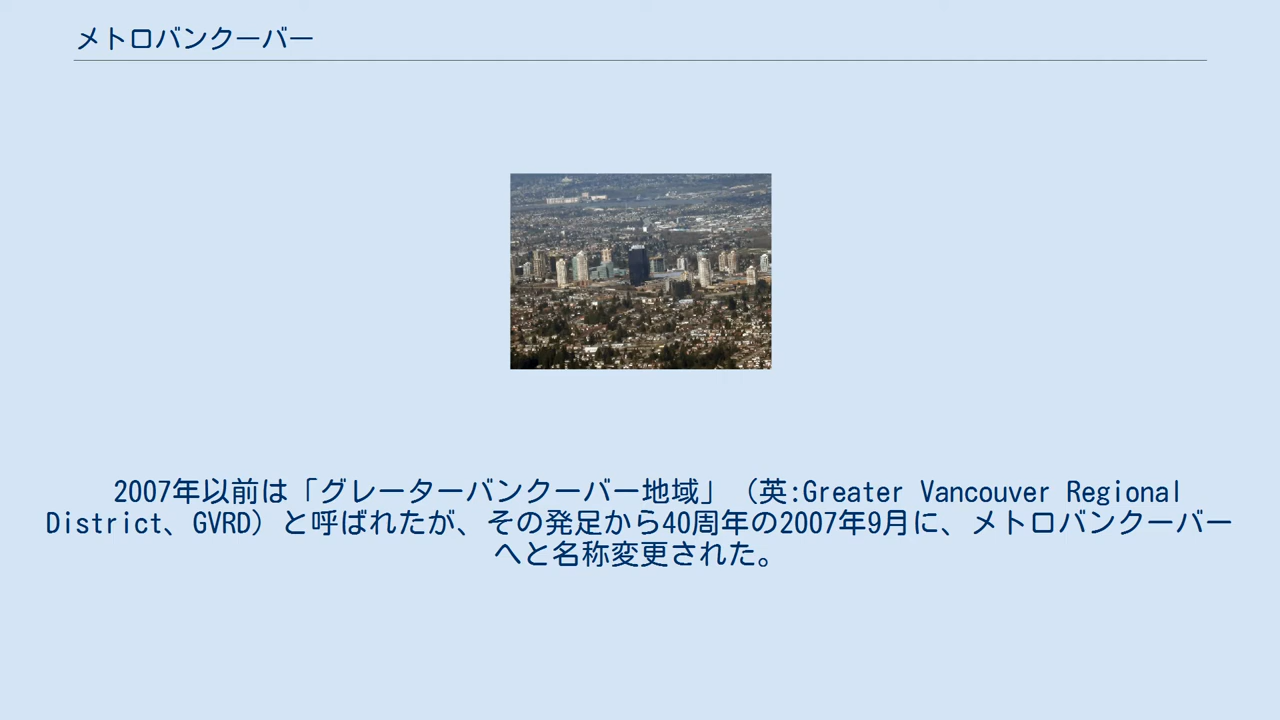 メトロバンクーバー
2007年以前は「グレーターバンクーバー地域」（英:Greater Vancouver Regional
District、GVRD）と呼ばれたが、その発足から40周年の2007年9月に、メトロバンクーバー
へと名称変更された。